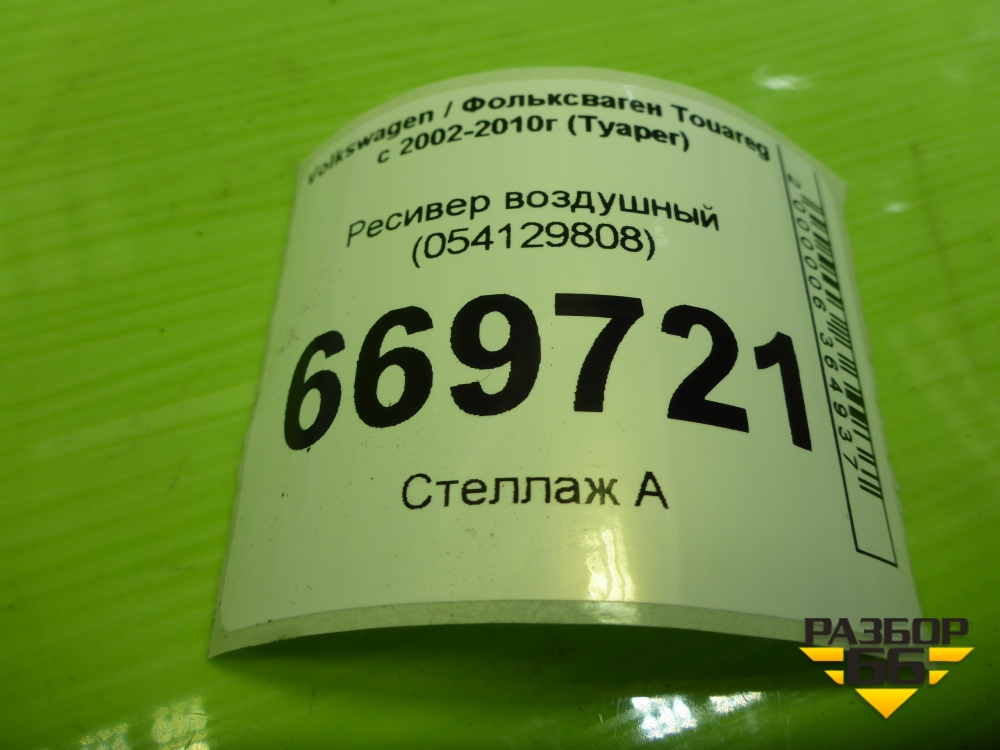 Volkswagen / Фольксваген Touareg
с 2002-2010г (Туарег)
Ресивер воздушный
(054129808)
669721
Стеллаж А
2000006364937
РАЗБОР
66